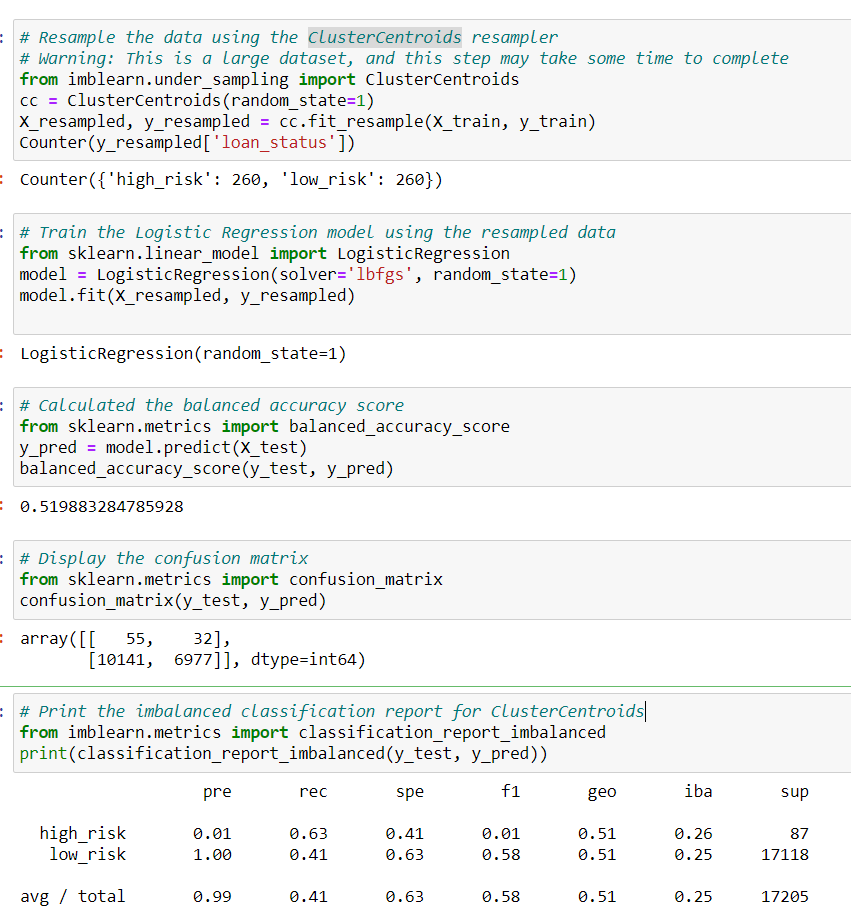 # Resample the data using the ClusterCentroids resampler
# Warning: This is a large dataset, and this step may take some time to complete
from imblearn.under_sampling import ClusterCentroids
cc = ClusterCentroids(random_state=1)
X_resampled, y_resampled = cc.fit_resample(X_train, y_train)
Counter(y_resampled['loan_status'])
Counter({'high_risk': 260, 'low_risk': 260})
# Train the Logistic Regression model using the resampled data
from sklearn.linear_model import LogisticRegression
model = LogisticRegression(solver='lbfgs', random_state=1)
model.fit(X_resampled, y_resampled)
LogisticRegression(random_state=1)
# Calculated the balanced accuracy score
from sklearn.metrics import balanced_accuracy_score
y_pred = model.predict(X_test)
balanced_accuracy_score(y_test, y_pred)
0.519883284785928
# Display the confusion matrix
from sklearn.metrics import confusion_matrix
confusion_matrix(y_test, y_pred)
array([[   55,    32],
       [10141,  6977]], dtype=int64)
# Print the imbalanced classification report for ClusterCentroids
from imblearn.metrics import classification_report_imbalanced
print(classification_report_imbalanced(y_test, y_pred))
pre rec spe f1 geo iba sup
high_risk 0.01 0.63 0.41 0.01 0.51 0.26 87
low_risk 1.00 0.41 0.63 0.58 0.51 0.25 17118
avg / total 0.99 0.41 0.63 0.58 0.51 0.25 17205